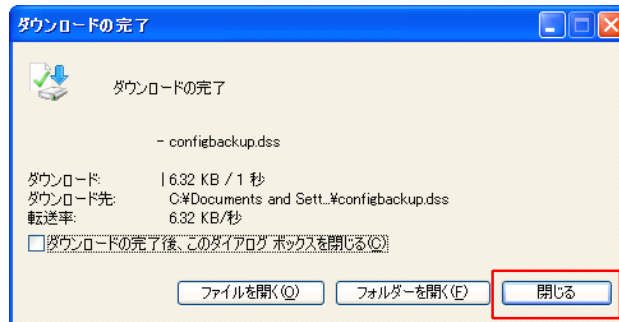 ダウンロードの完了
ダウンロードの完了
- configbackup.dss
ダウンロード: 6.32 KB / 1 秒
ダウンロード先: C:¥Documents and Sett...¥configbackup.dss
転送率: 6.32 KB/秒
ダウンロードの完了後、このダイアログ ボックスを閉じる(C)
ファイルを開く(O) フォルダーを開く(F) 閉じる